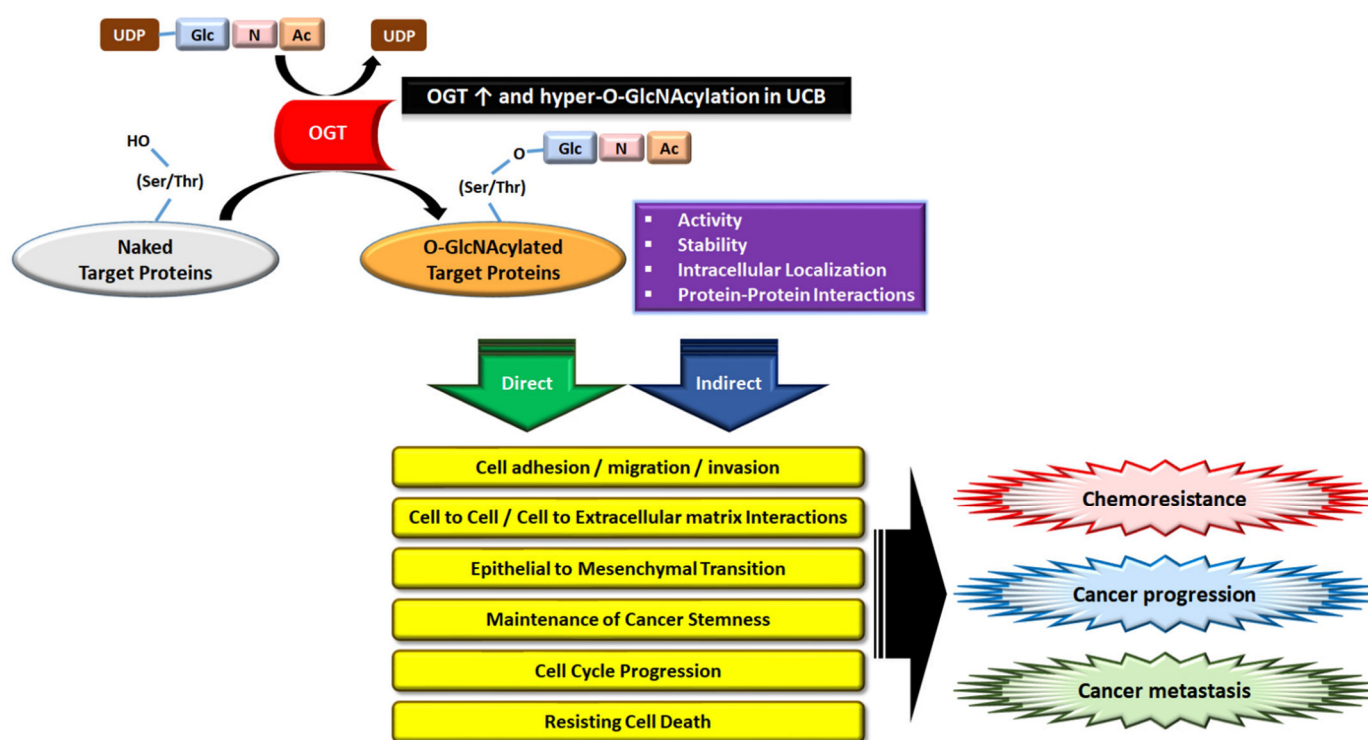 UDP Glc N Ac UDP
OGT ↑ and hyper-O-GlcNAcylation in UCB
OGT
HO
(Ser/Thr)
O Glc N Ac
(Ser/Thr)
Naked
Target Proteins
O-GlcNAcylated
Target Proteins
▪ Activity
▪ Stability
▪ Intracellular Localization
▪ Protein-Protein Interactions
Direct
Indirect
Cell adhesion / migration / invasion
Cell to Cell / Cell to Extracellular matrix Interactions
Epithelial to Mesenchymal Transition
Maintenance of Cancer Stemness
Cell Cycle Progression
Resisting Cell Death
Chemoresistance
Cancer progression
Cancer metastasis